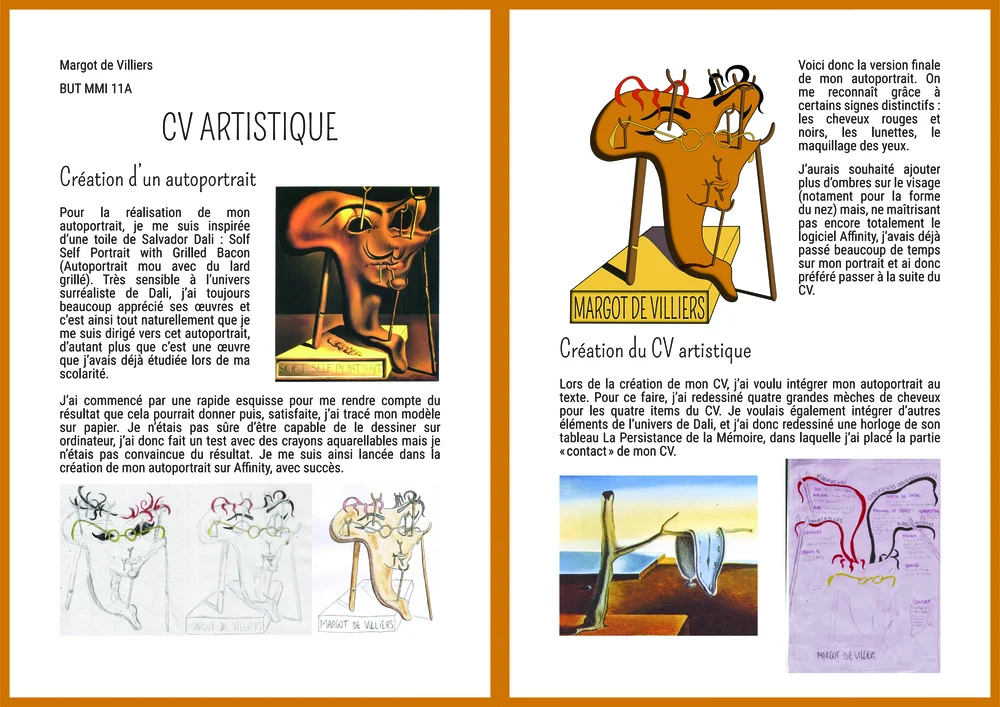 Margot de Villiers
BUT MMI 11A
CV ARTISTIQUE
Création d'un autoportrait
Pour la réalisation de mon
autoportrait, je me suis inspirée
d'une toile de Salvador Dali : Solf
Self Portrait with Grilled Bacon
(Autoportrait mou avec du lard
grillé). Très sensible à l'univers
surréaliste de Dali, j'ai toujours
beaucoup apprécié ses œuvres et
c'est ainsi tout naturellement que je
me suis dirigé vers cet autoportrait,
d'autant plus que c'est une œuvre
que j'avais déjà étudiée lors de ma
scolarité.
SOFT SELF PORTRAIT
J'ai commencé par une rapide esquisse pour me rendre compte du
résultat que cela pourrait donner puis, satisfaite, j'ai tracé mon modèle
sur papier. Je n'étais pas sûre d'être capable de le dessiner sur
ordinateur, j'ai donc fait un test avec des crayons aquarellables mais je
n'étais pas convaincue du résultat. Je me suis ainsi lancée dans la
création de mon autoportrait sur Affinity, avec succès.
MARGOT DE VILLIERS
MARGOT DE VILLIERS
MARGOT DE VILLIERS
Voici donc la version finale
de mon autoportrait. On
me reconnaît grâce à
certains signes distinctifs :
les cheveux rouges et
noirs, les lunettes, le
maquillage des yeux.
J'aurais souhaité ajouter
plus d'ombres sur le visage
(notament pour la forme
du nez) mais, ne maîtrisant
pas encore totalement le
logiciel Affinity, j'avais déjà
passé beaucoup de temps
sur mon portrait et ai donc
préféré passer à la suite du
CV.
Création du CV artistique
Lors de la création de mon CV, j'ai voulu intégrer mon autoportrait au
texte. Pour ce faire, j'ai redessiné quatre grandes mèches de cheveux
pour les quatre items du CV. Je voulais également intégrer d'autres
éléments de l'univers de Dali, et j'ai donc redessiné une horloge de son
tableau La Persistance de la Mémoire, dans laquelle j'ai placé la partie
« contact » de mon CV.
CONTACT
MARGOT DE VILLIERS